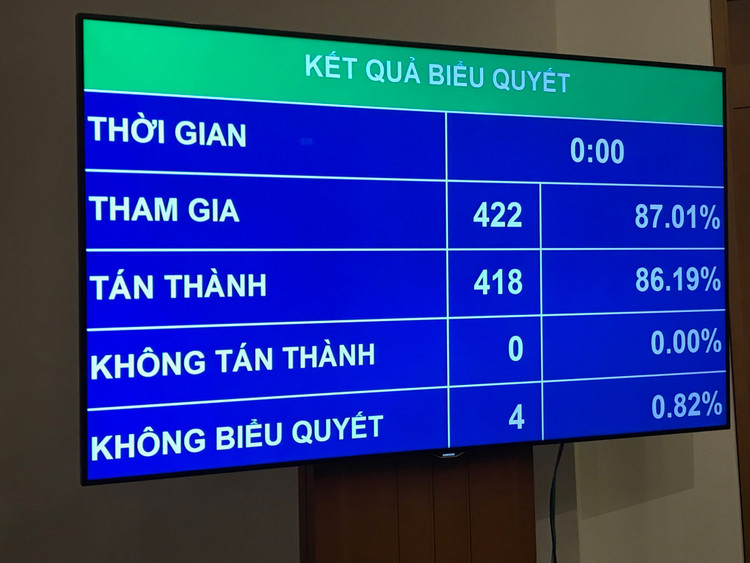 KẾT QUẢ BIỂU QUYẾT
THỜI GIAN 0:00
THAM GIA 422 87.01%
TÁN THÀNH 418 86.19%
KHÔNG TÁN THÀNH 0 0.00%
KHÔNG BIỂU QUYẾT 4 0.82%
SAMSUNG